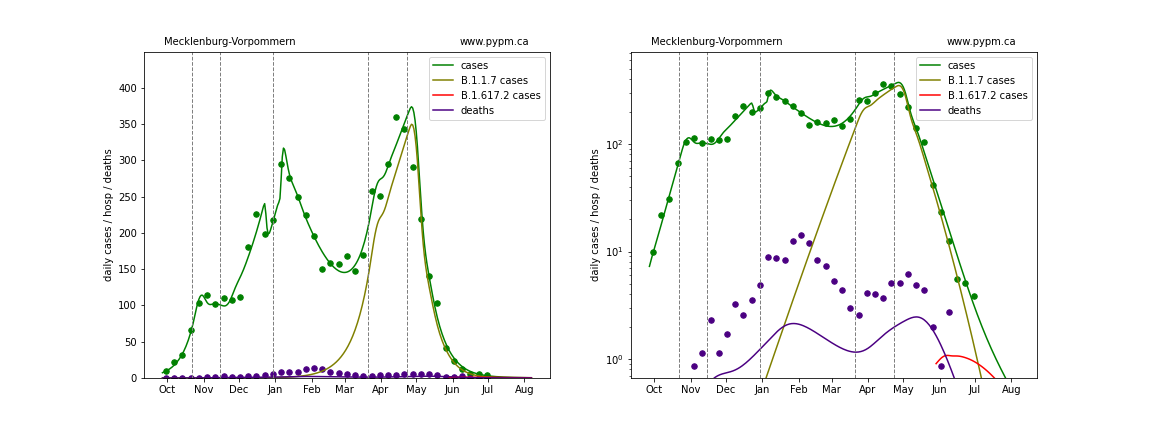 Mecklenburg-Vorpommern www.pypm.ca
cases
B.1.1.7 cases
B.1.617.2 cases
deaths
daily cases / hosp / deaths
400
350
300
250
200
150
100
50
0
Oct Nov Dec Jan Feb Mar Apr May Jun Jul Aug
Mecklenburg-Vorpommern www.pypm.ca
cases
B.1.1.7 cases
B.1.617.2 cases
deaths
daily cases / hosp / deaths
10²
10¹
10⁰
Oct Nov Dec Jan Feb Mar Apr May Jun Jul Aug